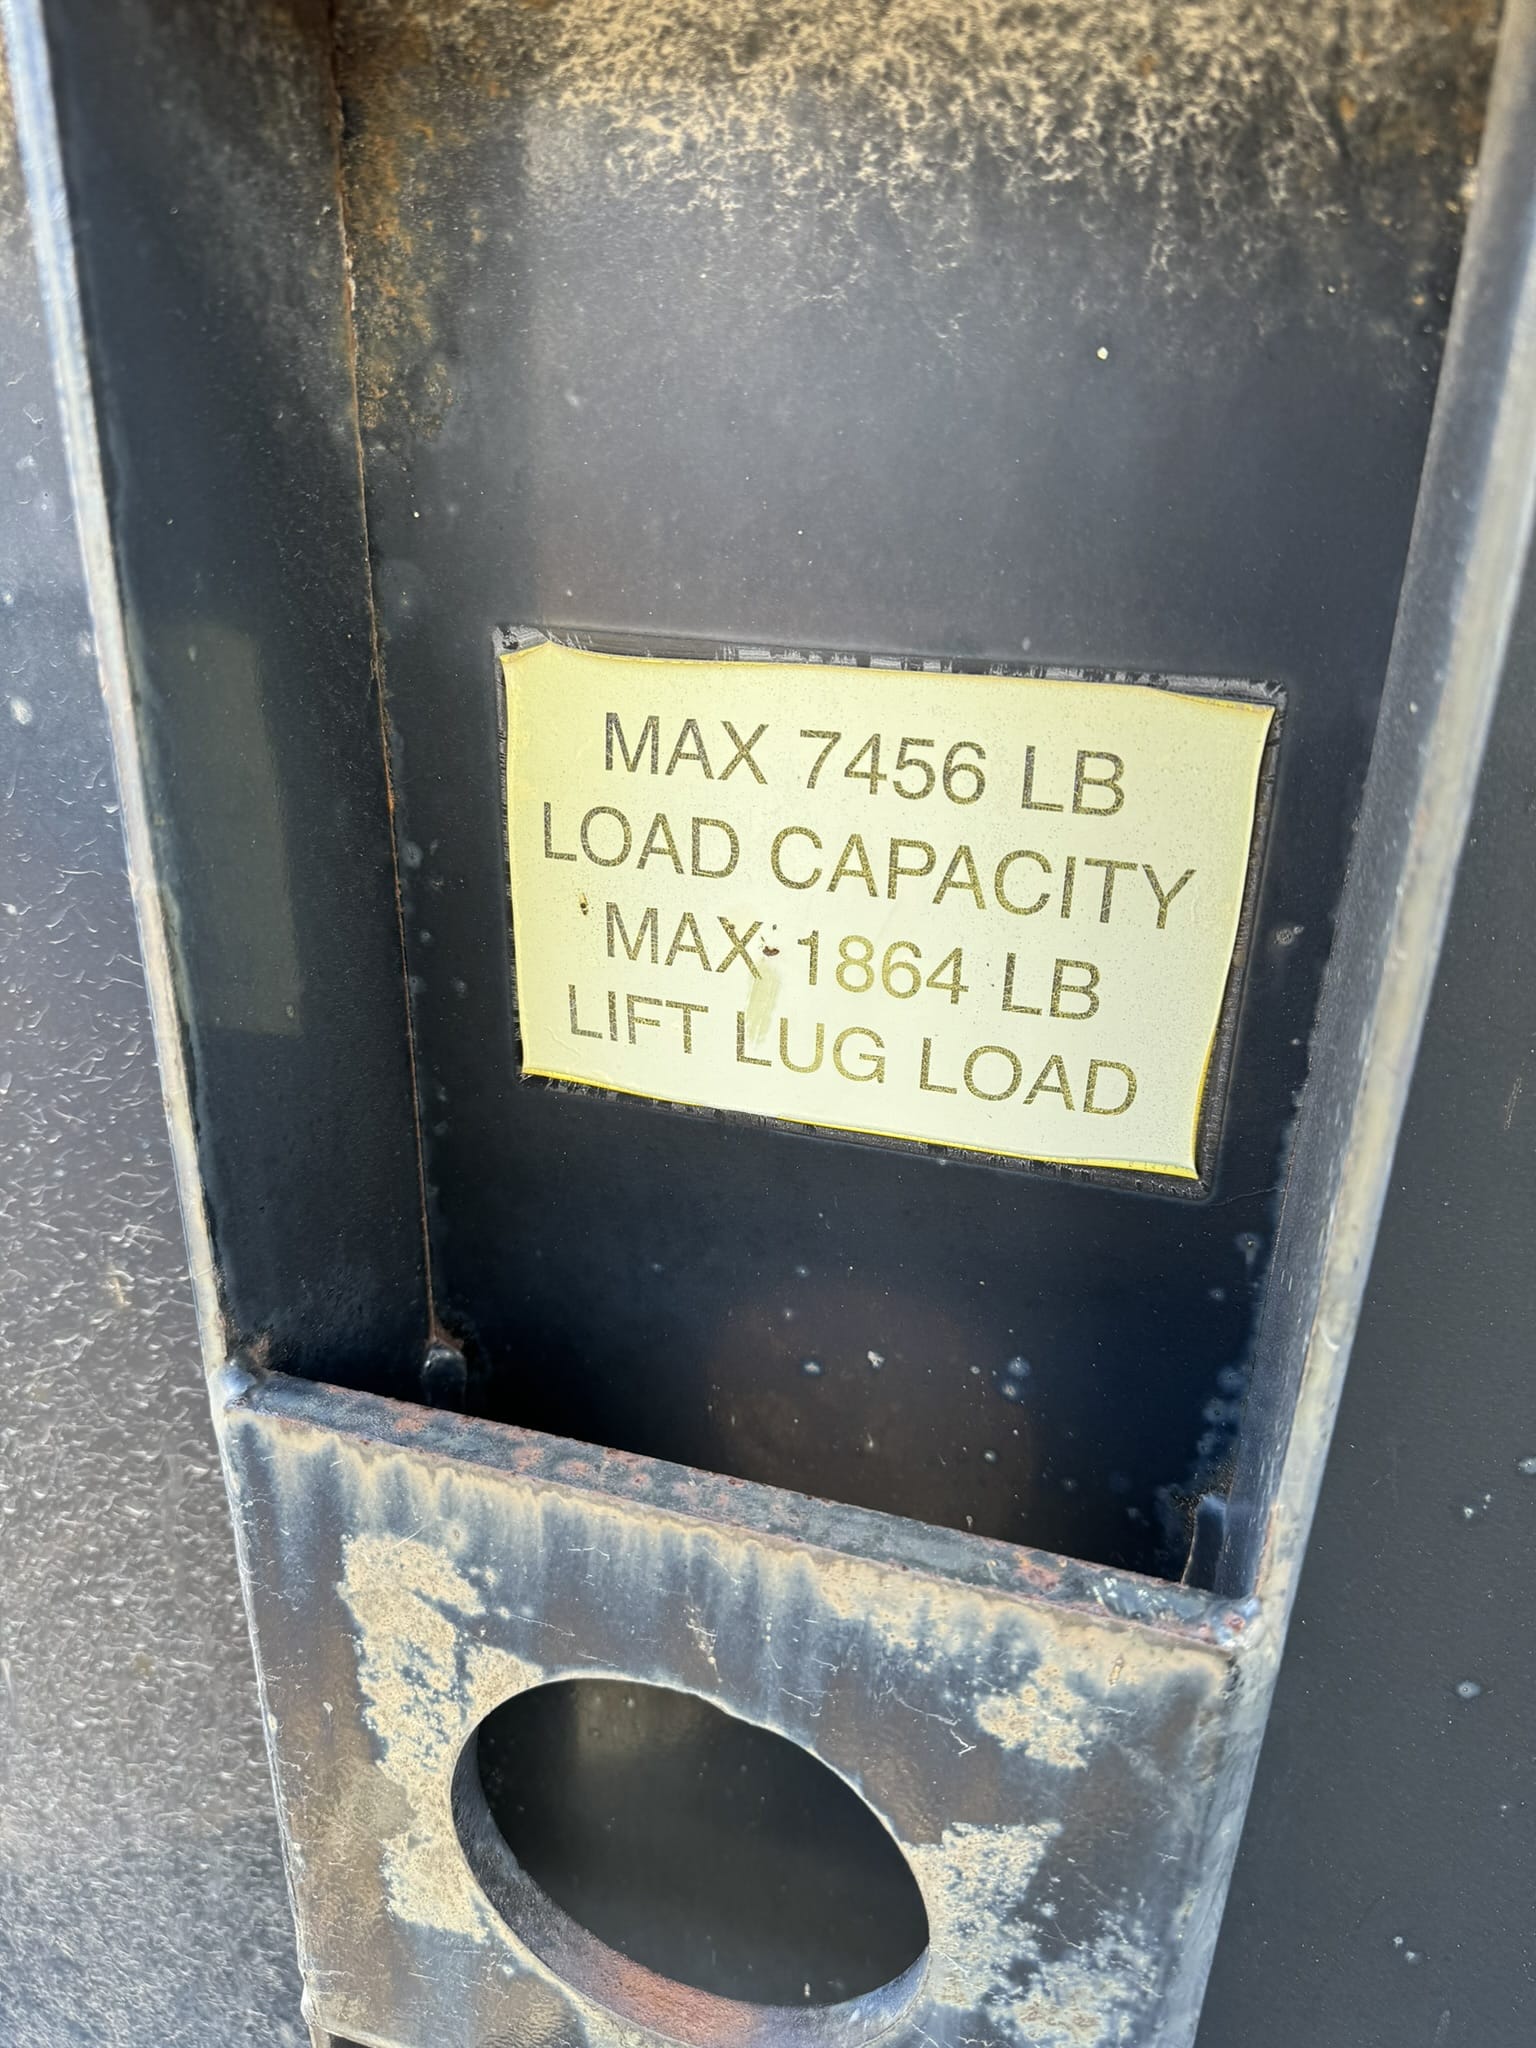 MAX 7456 LB
LOAD CAPACITY
MAX 1864 LB
LIFT LUG LOAD